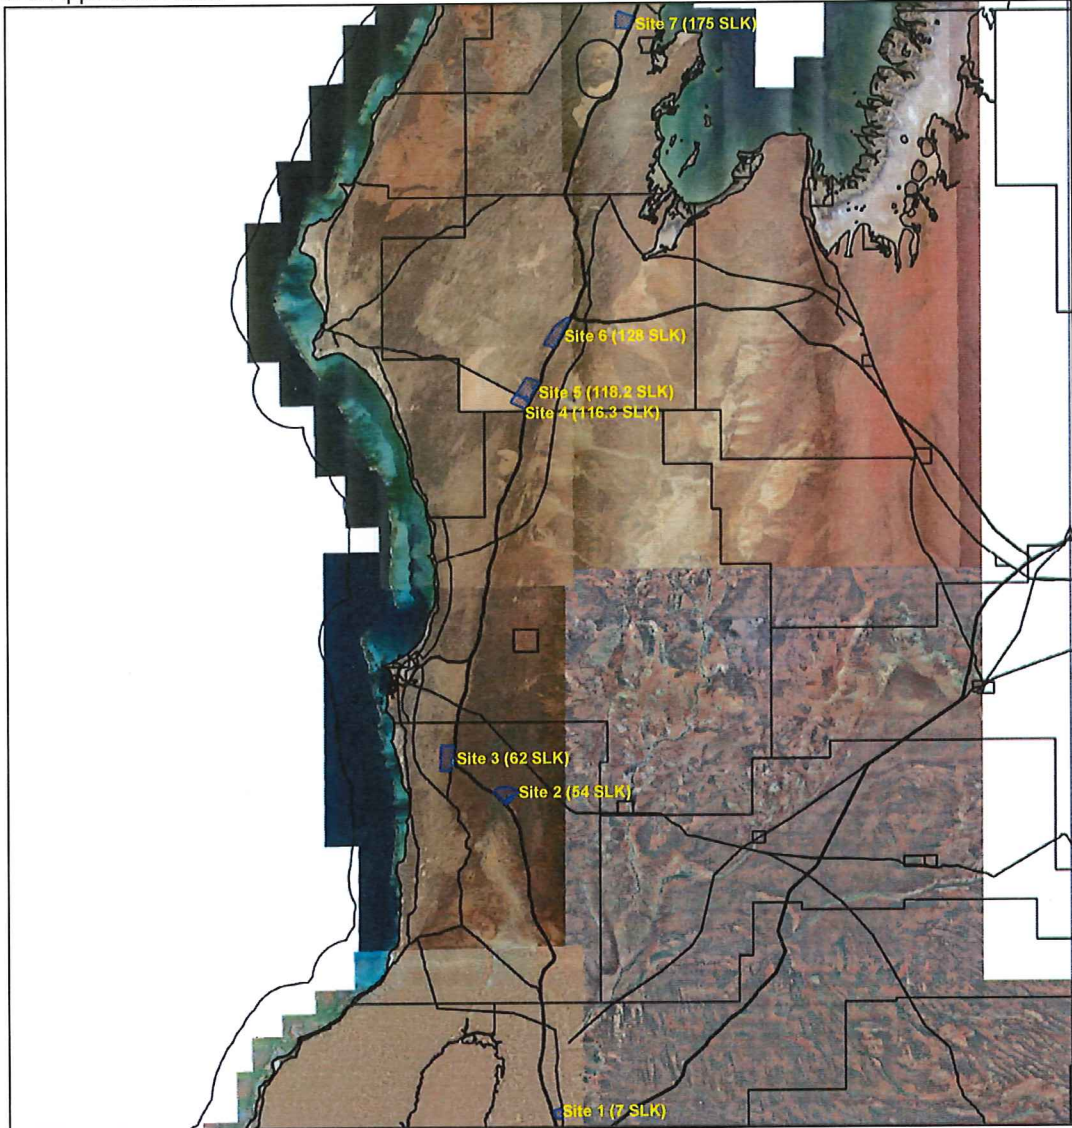 Site 7 (175 SLK)
Site 6 (128 SLK)
Site 5 (118.2 SLK)
Site 4 (116.3 SLK)
Site 3 (62 SLK)
Site 2 (54 SLK)
Site 1 (7 SLK)